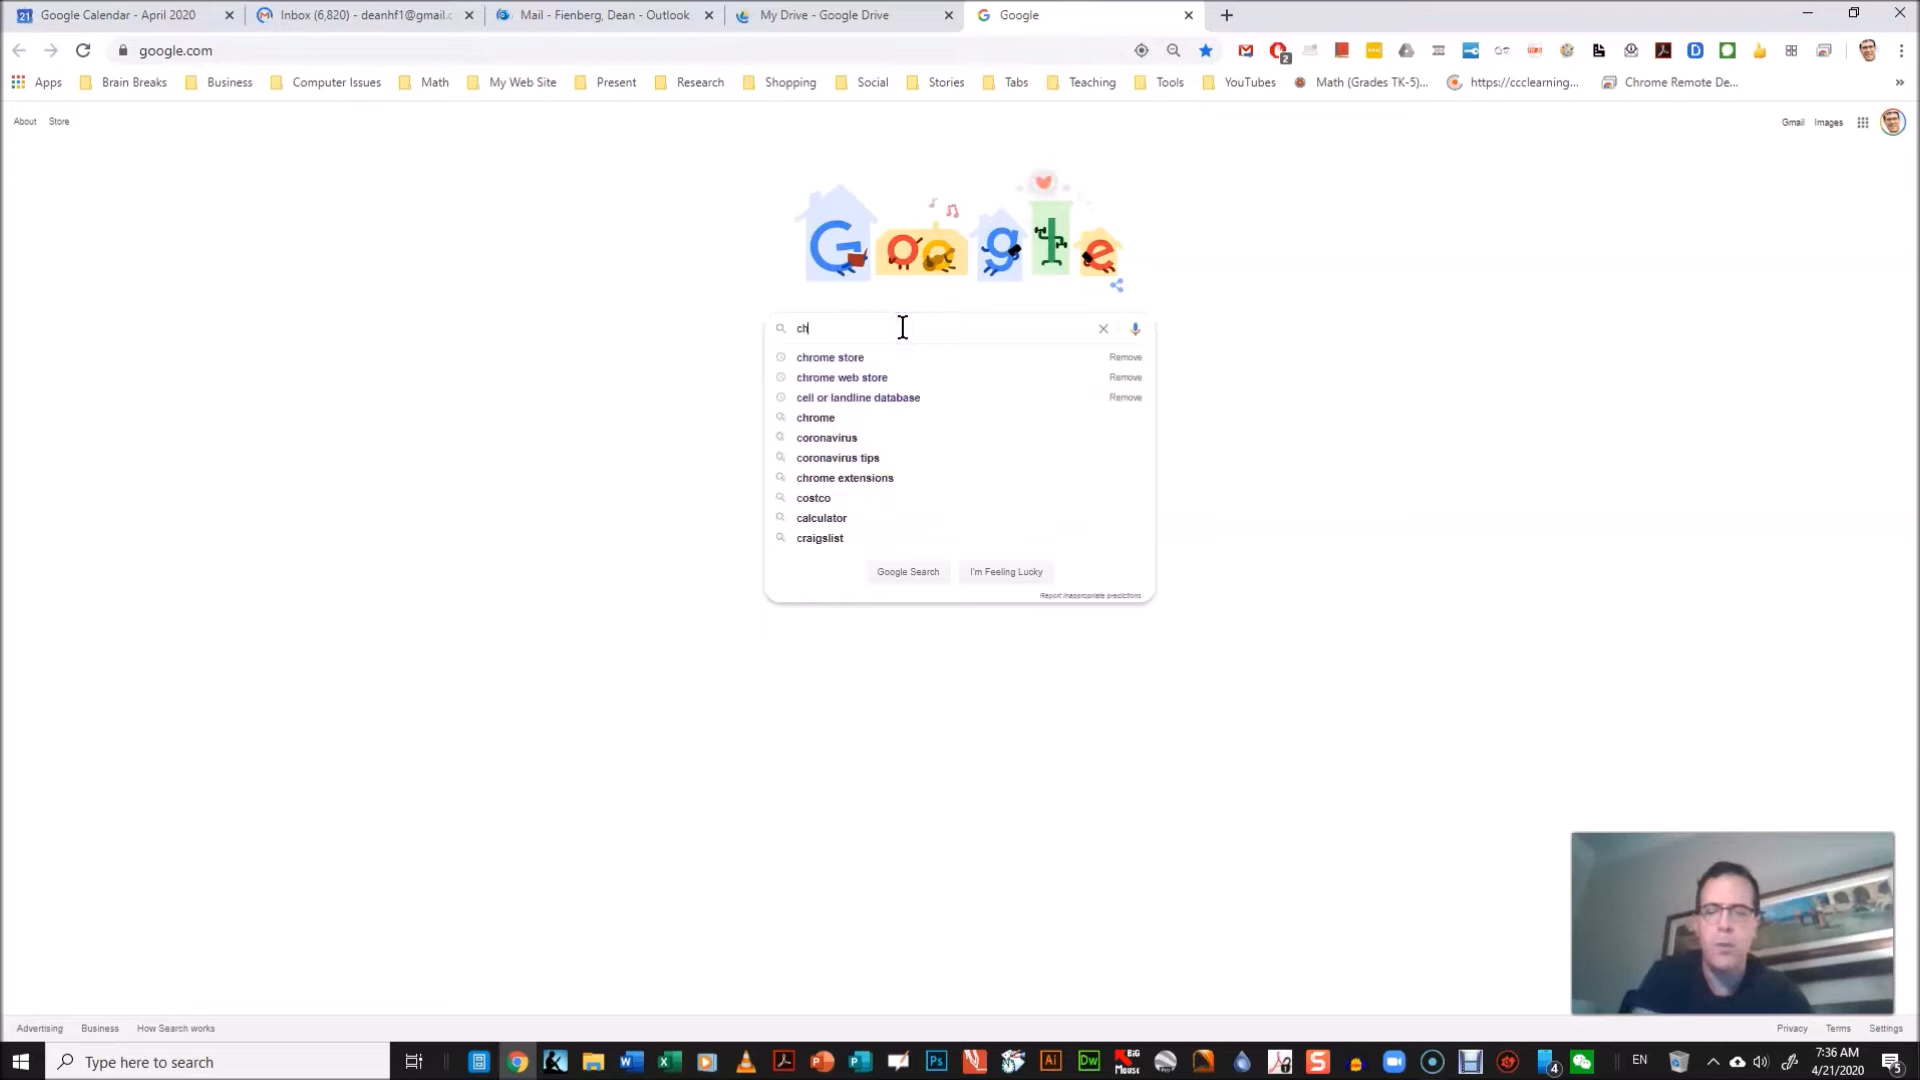 21 Google Calendar - April 2020
Inbox (6,820) - deanhf1@gmail.c
Mail - Fienberg, Dean - Outlook
My Drive - Google Drive
Google
google.com
2
Apps
Brain Breaks
Business
Computer Issues
Math
My Web Site
Present
Research
Shopping
Social
Stories
Tabs
Teaching
Tools
YouTubes
Math (Grades TK-5)...
https://ccclearning...
Chrome Remote De...
»
About
Store
Gmail
Images
Google
ch
chrome store
Remove
chrome web store
Remove
cell or landline database
Remove
chrome
coronavirus
coronavirus tips
chrome extensions
costco
calculator
craigslist
Google Search
I'm Feeling Lucky
Report inappropriate predictions
Advertising
Business
How Search works
Privacy
Terms
Settings
Type here to search
EN
7:36 AM
4/21/2020